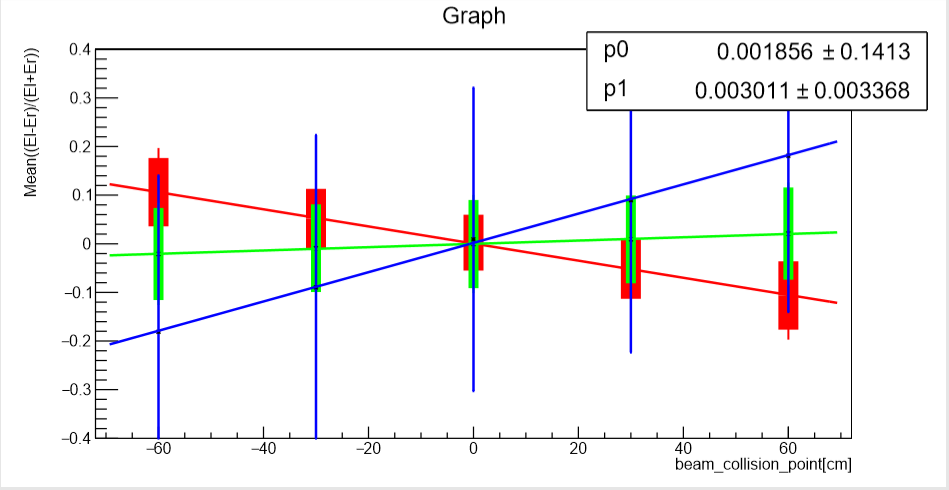 Graph
p0 0.001856 ± 0.1413
p1 0.003011 ± 0.003368
Mean((El-Er)/(El+Er))
0.4
0.3
0.2
0.1
0
−0.1
−0.2
−0.3
−0.4
−60 −40 −20 0 20 40 60
beam_collision_point[cm]